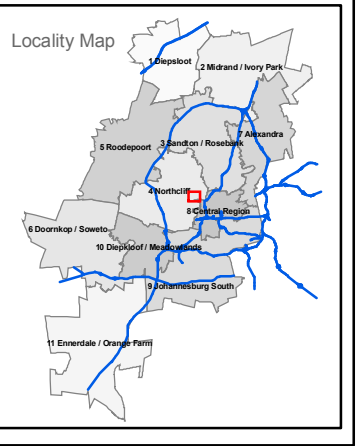 Locality Map
1 Diepsloot
2 Midrand / Ivory Park
7 Alexandra
3 Sandton / Rosebank
5 Roodepoort
4 Northcliff
8 Central Region
6 Doornkop / Soweto
10 Diepkloof / Meadowlands
9 Johannesburg South
11 Ennerdale / Orange Farm